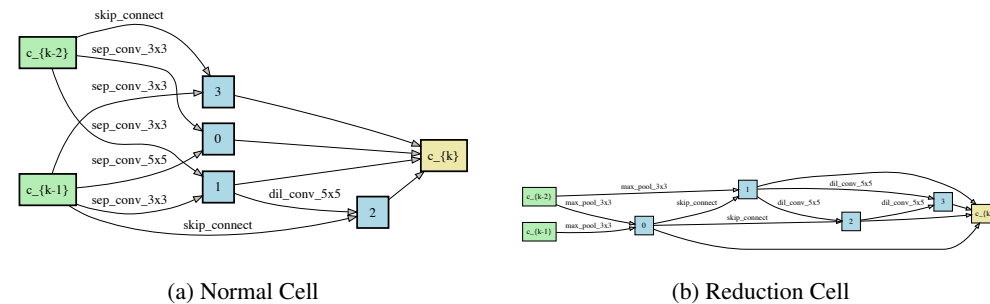 skip_connect
c_{k-2}
sep_conv_3x3
sep_conv_3x3
3
sep_conv_3x3
0
c_{k}
sep_conv_5x5
c_{k-1}
1
dil_conv_5x5
sep_conv_3x3
2
skip_connect
(a) Normal Cell
c_{k-2}
max_pool_3x3
1
dil_conv_5x5
max_pool_3x3
skip_connect
dil_conv_5x5
dil_conv_5x5
3
c_{k-1}
max_pool_3x3
0
skip_connect
2
c_{k
(b) Reduction Cell